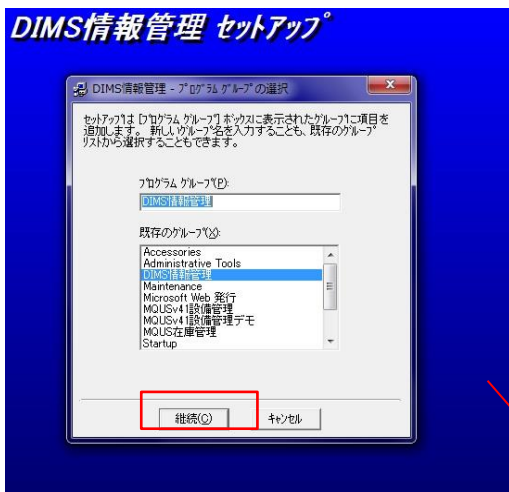 DIMS情報管理 セットアップ
DIMS情報管理 - ﾌﾟﾛｸﾞﾗﾑ ｸﾞﾙｰﾌﾟの選択
ｾｯﾄｱｯﾌﾟは [ﾌﾟﾛｸﾞﾗﾑ ｸﾞﾙｰﾌﾟ] ﾎﾞｯｸｽに表示されたｸﾞﾙｰﾌﾟに項目を
追加します。 新しいｸﾞﾙｰﾌﾟ名を入力することも、既存のｸﾞﾙｰﾌﾟ
ﾘｽﾄから選択することもできます。
ﾌﾟﾛｸﾞﾗﾑ ｸﾞﾙｰﾌﾟ(P):
DIMS情報管理
既存のｸﾞﾙｰﾌﾟ(X):
Accessories
Administrative Tools
DIMS情報管理
Maintenance
Microsoft Web 発行
MQUSv41設備管理
MQUSv41設備管理デモ
MQUS在庫管理
Startup
継続(C)
ｷｬﾝｾﾙ